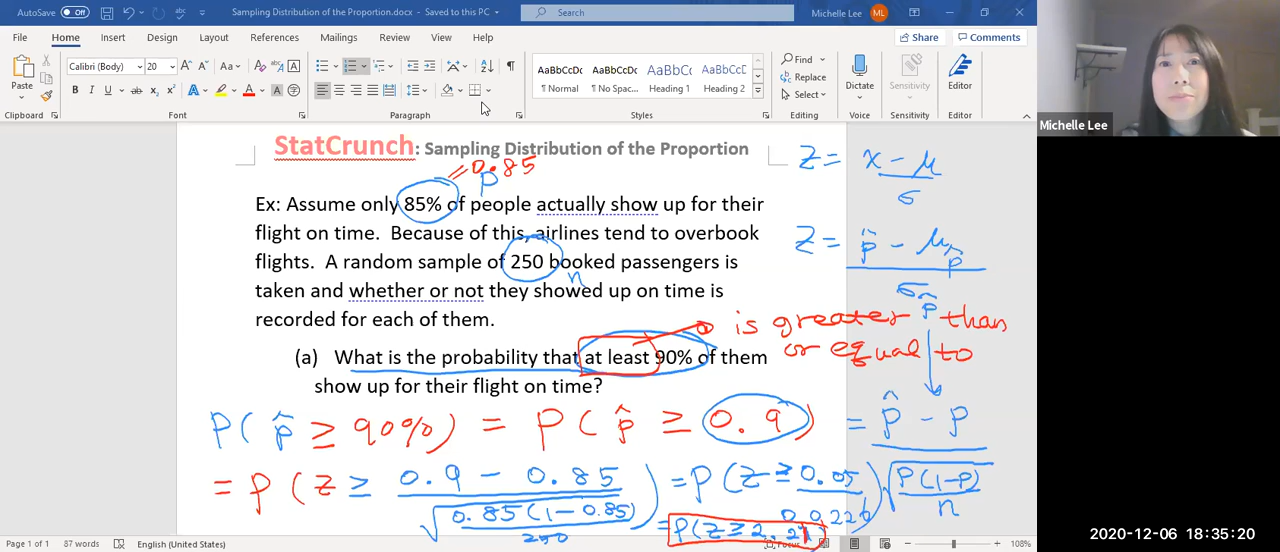 AutoSave Off Sampling Distribution of the Proportion.docx - Saved to this PC Search Michelle Lee ML
File Home Insert Design Layout References Mailings Review View Help Share Comments
Paste Calibri (Body) 20 Find Replace Select Dictate Editor
AaBbCcDc AaBbCcDc AaBbCc AaBbCcD
¶ Normal ¶ No Spac... Heading 1 Heading 2
Clipboard Font Paragraph Styles Editing Voice Editor
Michelle Lee
StatCrunch: Sampling Distribution of the Proportion
= 0.85
p
Ex: Assume only 85% of people actually show up for their
flight on time. Because of this, airlines tend to overbook
flights. A random sample of 250 booked passengers is
n
taken and whether or not they showed up on time is
recorded for each of them.
(a) What is the probability that at least 90% of them
show up for their flight on time?
z = x - μ
σ
z = p̂ - μp̂
σp̂
is greater than
or equal to
P( p̂ ≥ 90%) = P( p̂ ≥ 0.9) = p̂ - p
√ p(1-p)
n
= P( z ≥ 0.9 - 0.85
√ 0.85(1-0.85)
250
) = P(z ≥ 0.05
)
= P(z ≥ 2.21)
Page 1 of 1 87 words English (United States) Focus 108%
2020-12-06 18:35:20